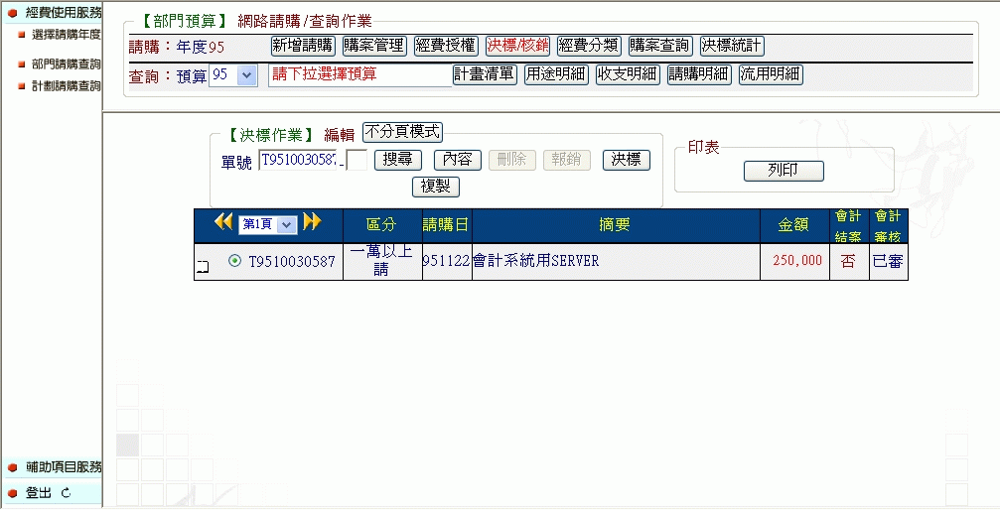 經費使用服務
選擇請購年度
部門請購查詢
計劃請購查詢
輔助項目服務
登出
【部門預算】 網路請購/查詢作業
請購：年度95 新增請購 購案管理 經費授權 決標/核銷 經費分類 購案查詢 決標統計
查詢：預算 95 請下拉選擇預算 計畫清單 用途明細 收支明細 請購明細 流用明細
【決標作業】 編輯 不分頁模式
單號 T9510030587 - 搜尋 內容 刪除 報銷 決標
複製
印表
列印
第1頁 區分 請購日 摘要 金額 會計結案 會計審核
T9510030587 一萬以上請 951122 會計系統用SERVER 250,000 否 已審